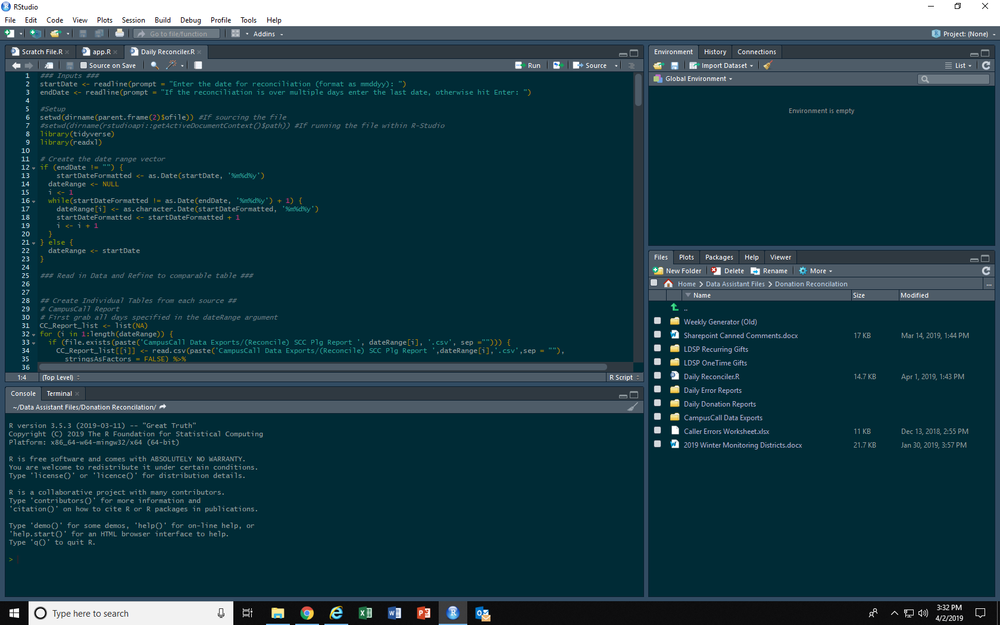 RStudio
File Edit Code View Plots Session Build Debug Profile Tools Help
Go to file/function Addins Project: (None)
Scratch File.R app.R Daily Reconciler.R
Source on Save Run Source
1 ### Inputs ###
2 startDate <- readline(prompt = "Enter the date for reconciliation (format as mmddyy): ")
3 endDate <- readline(prompt = "If the reconciliation is over multiple days enter the last date, otherwise hit Enter: ")
4
5 #Setup
6 setwd(dirname(parent.frame(2)$ofile)) #If sourcing the file
7 #setwd(dirname(rstudioapi::getActiveDocumentContext()$path)) #If running the file within R-Studio
8 library(tidyverse)
9 library(readxl)
10
11 # Create the date range vector
12 if (endDate != "") {
13 startDateFormatted <- as.Date(startDate, '%m%d%y')
14 dateRange <- NULL
15 i <- 1
16 while(startDateFormatted != as.Date(endDate, '%m%d%y') + 1) {
17 dateRange[i] <- as.character.Date(startDateFormatted, '%m%d%y')
18 startDateFormatted <- startDateFormatted + 1
19 i <- i + 1
20 }
21 } else {
22 dateRange <- startDate
23 }
24
25 ### Read in Data and Refine to comparable table ###
26
27
28 ## Create Individual Tables from each source ##
29 # CampusCall Report
30 # First grab all days specified in the dateRange argument
31 CC_Report_list <- list(NA)
32 for (i in 1:length(dateRange)) {
33 if (file.exists(paste('CampusCall Data Exports/(Reconcile) SCC Plg Report ', dateRange[i], '.csv', sep =""))) {
34 CC_Report_list[[i]] <- read.csv(paste('CampusCall Data Exports/(Reconcile) SCC Plg Report ',dateRange[i],'.csv',sep = ""),
35 stringsAsFactors = FALSE) %>%
36
1:4 (Top Level) R Script
Console Terminal
~/Data Assistant Files/Donation Reconciliation/
R version 3.5.3 (2019-03-11) -- "Great Truth"
Copyright (C) 2019 The R Foundation for Statistical Computing
Platform: x86_64-w64-mingw32/x64 (64-bit)
R is free software and comes with ABSOLUTELY NO WARRANTY.
You are welcome to redistribute it under certain conditions.
Type 'license()' or 'licence()' for distribution details.
R is a collaborative project with many contributors.
Type 'contributors()' for more information and
'citation()' on how to cite R or R packages in publications.
Type 'demo()' for some demos, 'help()' for on-line help, or
'help.start()' for an HTML browser interface to help.
Type 'q()' to quit R.
>
Environment History Connections
Import Dataset List
Global Environment
Environment is empty
Files Plots Packages Help Viewer
New Folder Delete Rename More
Home Data Assistant Files Donation Reconcilation ...
Name Size Modified
..
Weekly Generator (Old)
Sharepoint Canned Comments.docx 17 KB Mar 14, 2019, 1:44 PM
LDSP Recurring Gifts
LDSP OneTime Gifts
Daily Reconciler.R 14.7 KB Apr 1, 2019, 1:43 PM
Daily Error Reports
Daily Donation Reports
CampusCall Data Exports
Caller Errors Worksheet.xlsx 11 KB Dec 13, 2018, 2:55 PM
2019 Winter Monitoring Districts.docx 21.7 KB Jan 30, 2019, 3:57 PM
Type here to search
3:32 PM
4/2/2019